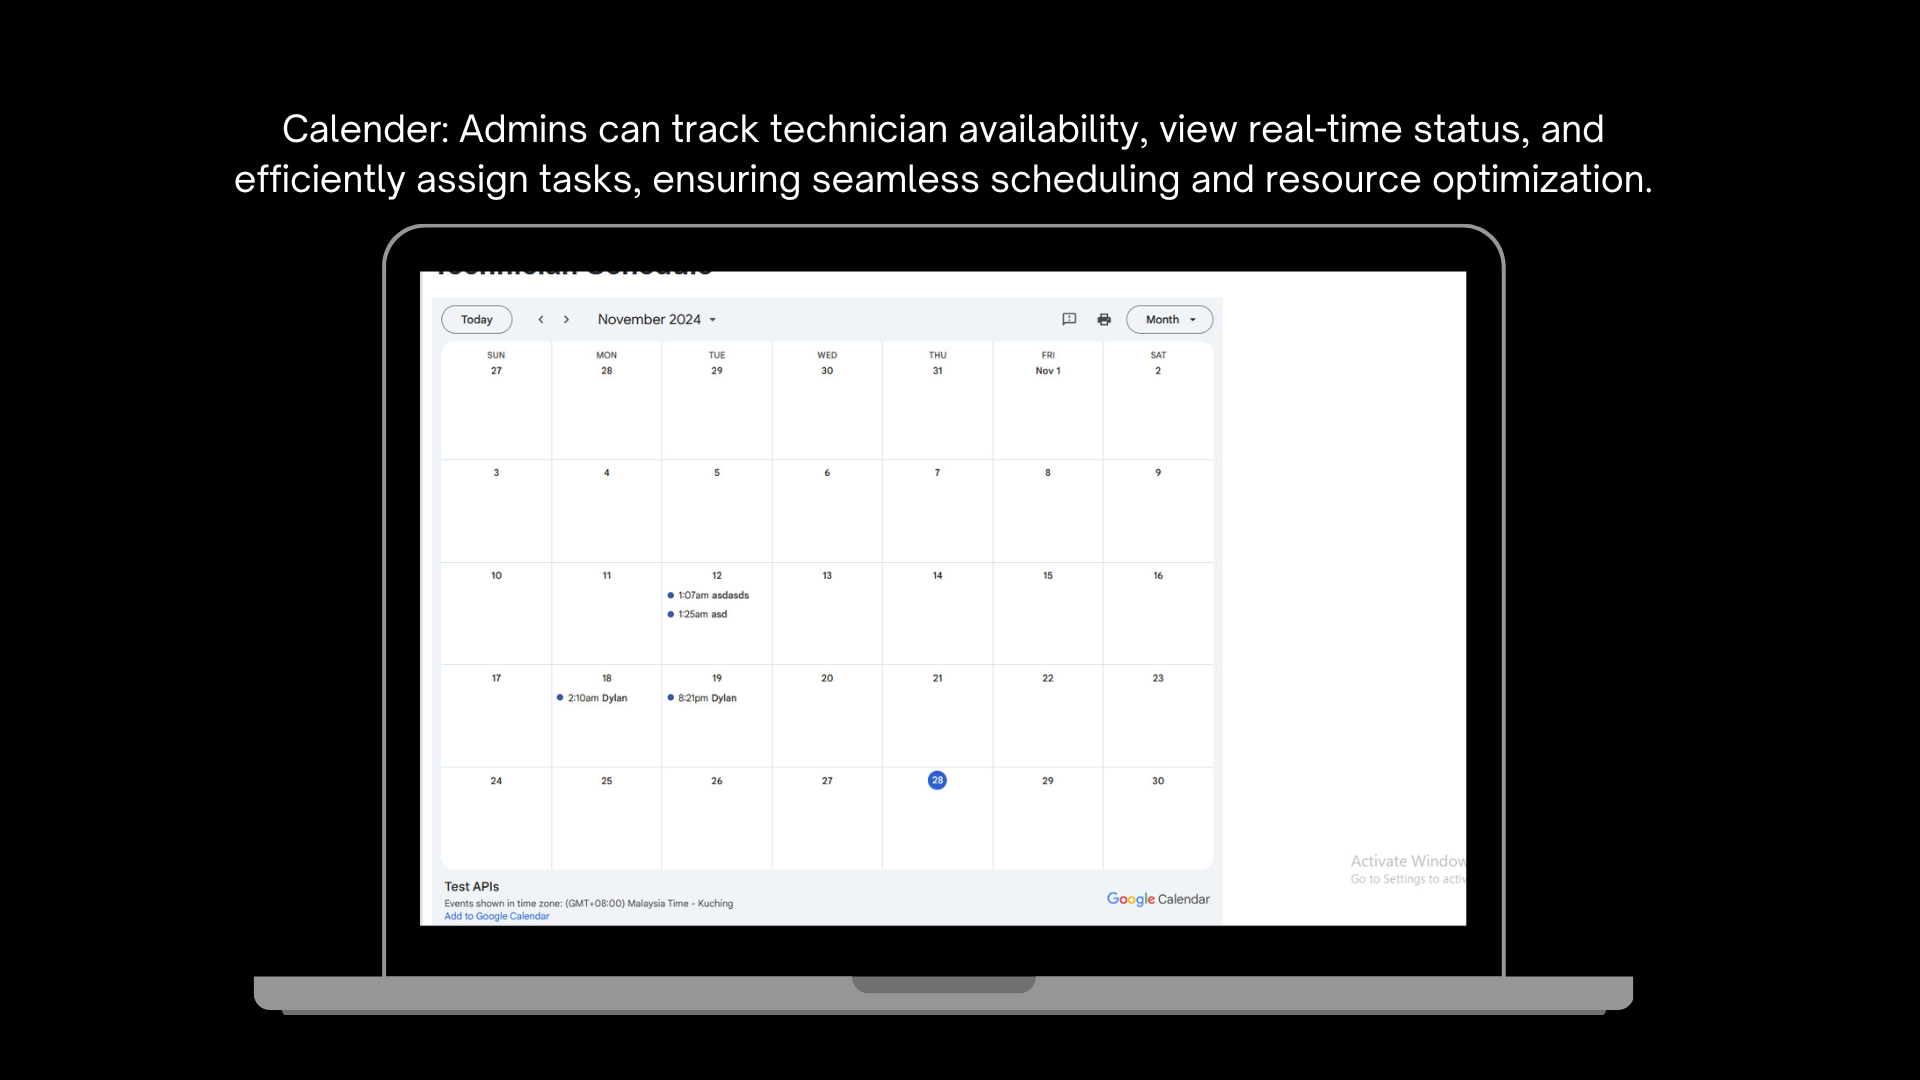 Calender: Admins can track technician availability, view real-time status, and
efficiently assign tasks, ensuring seamless scheduling and resource optimization.
Technician Schedule
Today
November 2024
Month
SUN MON TUE WED THU FRI SAT
27 28 29 30 31 Nov 1 2
3 4 5 6 7 8 9
10 11 12 13 14 15 16
1:07am asdasds
1:25am asd
17 18 19 20 21 22 23
2:10am Dylan 8:21pm Dylan
24 25 26 27 28 29 30
Test APIs
Events shown in time zone: (GMT+08:00) Malaysia Time - Kuching
Add to Google Calendar
Google Calendar
Activate Window
Go to Settings to activ